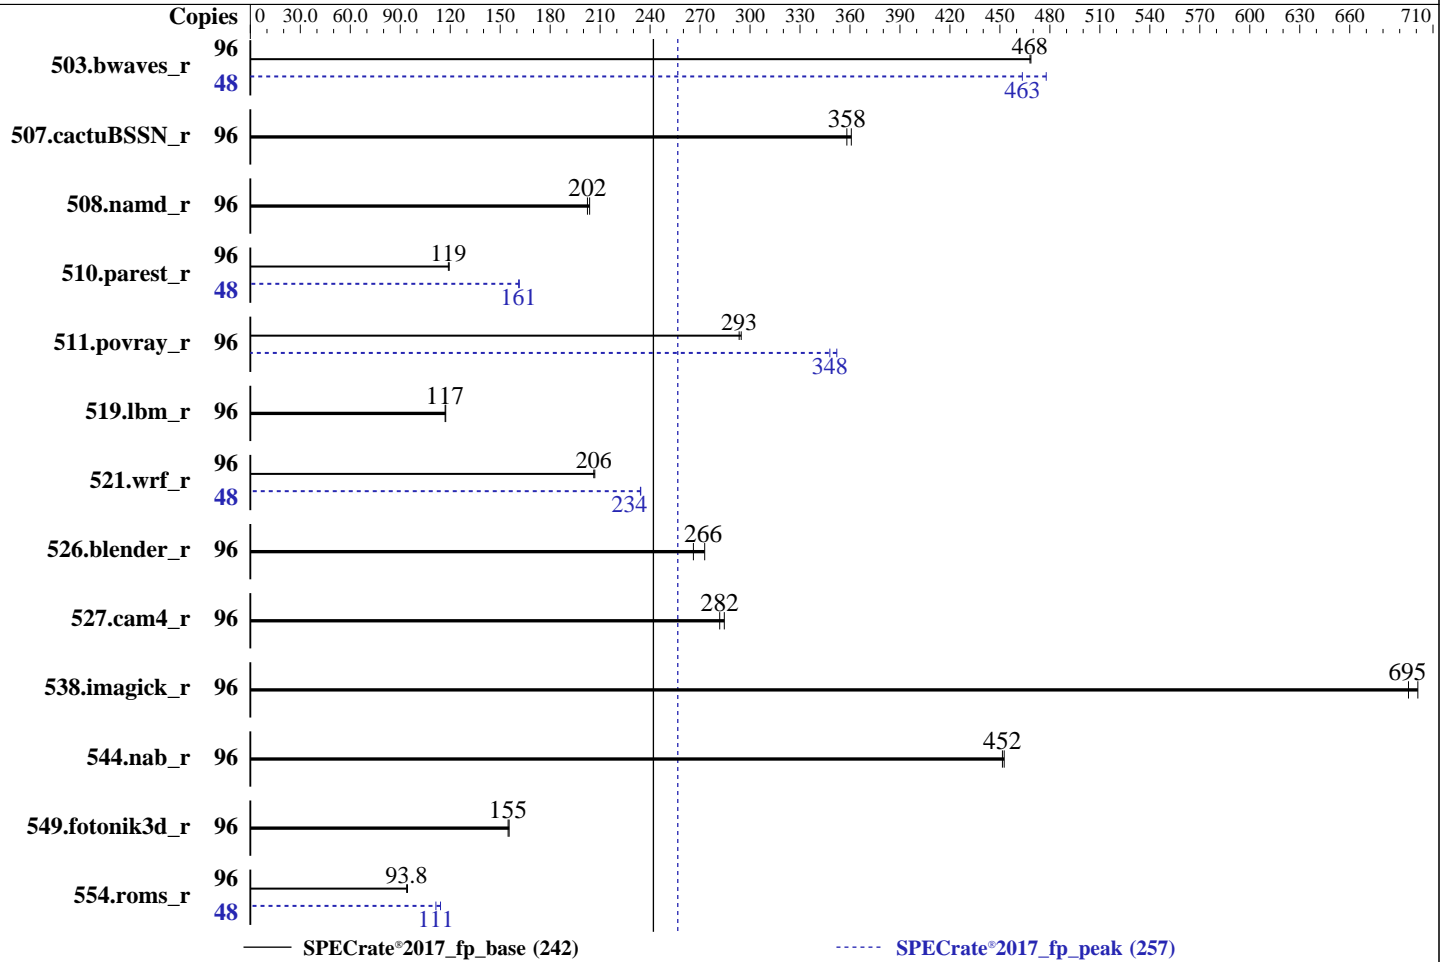 Copies 0 30.0 60.0 90.0 120 150 180 210 240 270 300 330 360 390 420 450 480 510 540 570 600 630 660 710
503.bwaves_r 96 468
48 463
507.cactuBSSN_r 96 358
508.namd_r 96 202
510.parest_r 96 119
48 161
511.povray_r 96 293
348
519.lbm_r 96 117
521.wrf_r 96 206
48 234
526.blender_r 96 266
527.cam4_r 96 282
538.imagick_r 96 695
544.nab_r 96 452
549.fotonik3d_r 96 155
554.roms_r 96 93.8
48 111
SPECrate®2017_fp_base (242) SPECrate®2017_fp_peak (257)